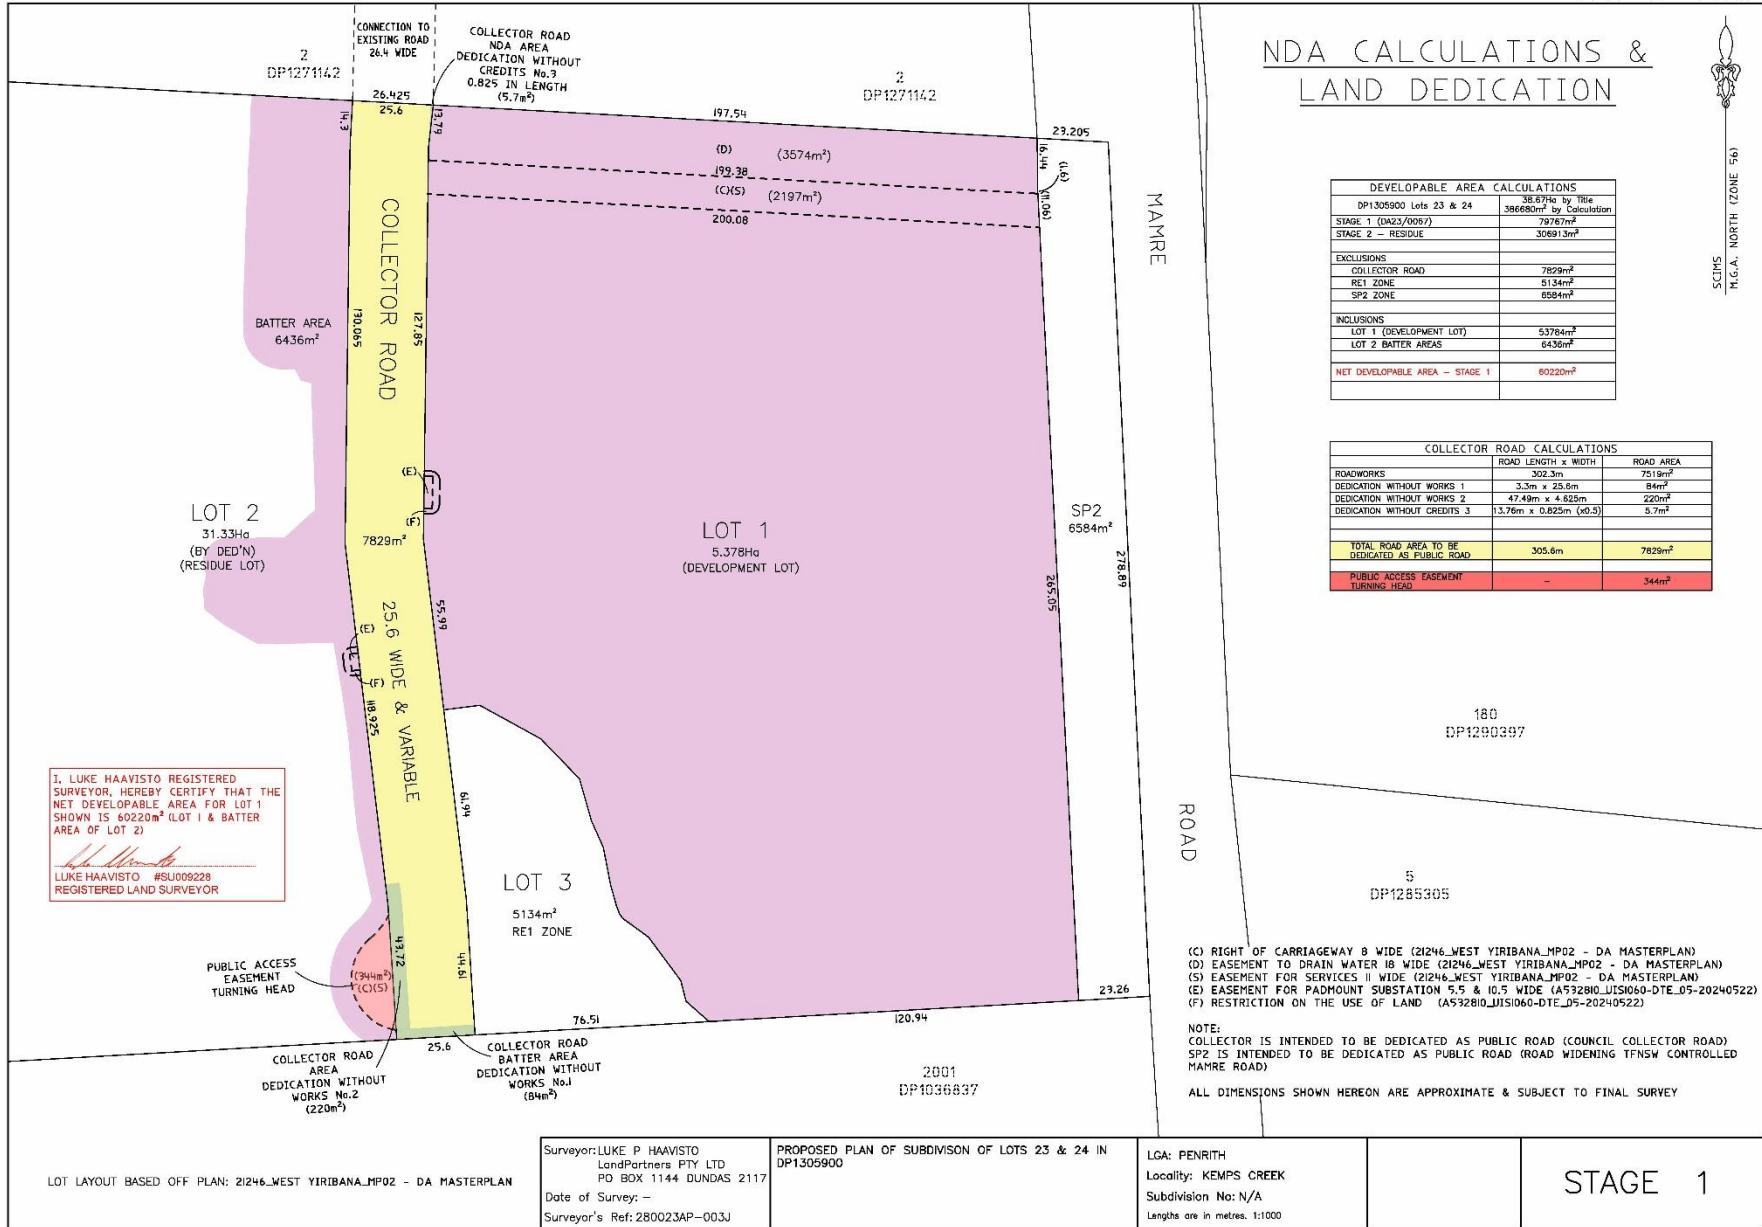 NDA CALCULATIONS &
LAND DEDICATION
SCIMS
M.G.A. NORTH (ZONE 56)
CONNECTION TO
EXISTING ROAD
26.4 WIDE
COLLECTOR ROAD
NDA AREA
DEDICATION WITHOUT
CREDITS No.3
0.825 IN LENGTH
(5.7m²)
2
DP1271142
2
DP1271142
26.425
25.6
14.3
13.79
197.54
23.205
(D) (3574m²)
199.38
(C)(S) (2197m²)
200.08
16.44
(1.6)
(11.06)
MAMRE
COLLECTOR ROAD
130.065
127.85
BATTER AREA
6436m²
(E)
(F)
7829m²
LOT 2
31.33Ha
(BY DED'N)
(RESIDUE LOT)
LOT 1
5.378Ha
(DEVELOPMENT LOT)
SP2
6584m²
278.89
265.05
55.99
25.6 WIDE & VARIABLE
(E)
(F)
118.925
61.94
ROAD
LOT 3
5134m²
RE1 ZONE
43.72
44.61
(344m²)
(C)(S)
PUBLIC ACCESS
EASEMENT
TURNING HEAD
25.6
76.51
120.94
23.26
COLLECTOR ROAD
AREA
DEDICATION WITHOUT
WORKS No.2
(220m²)
COLLECTOR ROAD
BATTER AREA
DEDICATION WITHOUT
WORKS No.1
(84m²)
2001
DP1036837
180
DP1290397
5
DP1285305
I, LUKE HAAVISTO REGISTERED
SURVEYOR, HEREBY CERTIFY THAT THE
NET DEVELOPABLE AREA FOR LOT 1
SHOWN IS 60220m² (LOT 1 & BATTER
AREA OF LOT 2)
LUKE HAAVISTO #SU009228
REGISTERED LAND SURVEYOR
DEVELOPABLE AREA CALCULATIONS
DP1305900 Lots 23 & 24 38.67Ha by Title
386680m² by Calculation
STAGE 1 (DA23/0067) 79767m²
STAGE 2 – RESIDUE 306913m²
EXCLUSIONS
COLLECTOR ROAD 7829m²
RE1 ZONE 5134m²
SP2 ZONE 6584m²
INCLUSIONS
LOT 1 (DEVELOPMENT LOT) 53784m²
LOT 2 BATTER AREAS 6436m²
NET DEVELOPABLE AREA – STAGE 1 60220m²
COLLECTOR ROAD CALCULATIONS
ROAD LENGTH x WIDTH ROAD AREA
ROADWORKS 302.3m 7519m²
DEDICATION WITHOUT WORKS 1 3.3m x 25.6m 84m²
DEDICATION WITHOUT WORKS 2 47.49m x 4.625m 220m²
DEDICATION WITHOUT CREDITS 3 13.76m x 0.825m (x0.5) 5.7m²
TOTAL ROAD AREA TO BE
DEDICATED AS PUBLIC ROAD 305.6m 7829m²
PUBLIC ACCESS EASEMENT
TURNING HEAD – 344m²
(C) RIGHT OF CARRIAGEWAY 8 WIDE (21246_WEST YIRIBANA_MP02 - DA MASTERPLAN)
(D) EASEMENT TO DRAIN WATER 18 WIDE (21246_WEST YIRIBANA_MP02 - DA MASTERPLAN)
(S) EASEMENT FOR SERVICES 11 WIDE (21246_WEST YIRIBANA_MP02 - DA MASTERPLAN)
(E) EASEMENT FOR PADMOUNT SUBSTATION 5.5 & 10.5 WIDE (A532810_UIS1060-DTE_05-20240522)
(F) RESTRICTION ON THE USE OF LAND (A532810_UIS1060-DTE_05-20240522)
NOTE:
COLLECTOR IS INTENDED TO BE DEDICATED AS PUBLIC ROAD (COUNCIL COLLECTOR ROAD)
SP2 IS INTENDED TO BE DEDICATED AS PUBLIC ROAD (ROAD WIDENING TFNSW CONTROLLED
MAMRE ROAD)
ALL DIMENSIONS SHOWN HEREON ARE APPROXIMATE & SUBJECT TO FINAL SURVEY
LOT LAYOUT BASED OFF PLAN: 21246_WEST YIRIBANA_MP02 - DA MASTERPLAN
Surveyor: LUKE P HAAVISTO
LandPartners PTY LTD
PO BOX 1144 DUNDAS 2117
Date of Survey: –
Surveyor's Ref: 280023AP–003J
PROPOSED PLAN OF SUBDIVISON OF LOTS 23 & 24 IN
DP1305900
LGA: PENRITH
Locality: KEMPS CREEK
Subdivision No: N/A
Lengths are in metres. 1:1000
STAGE 1